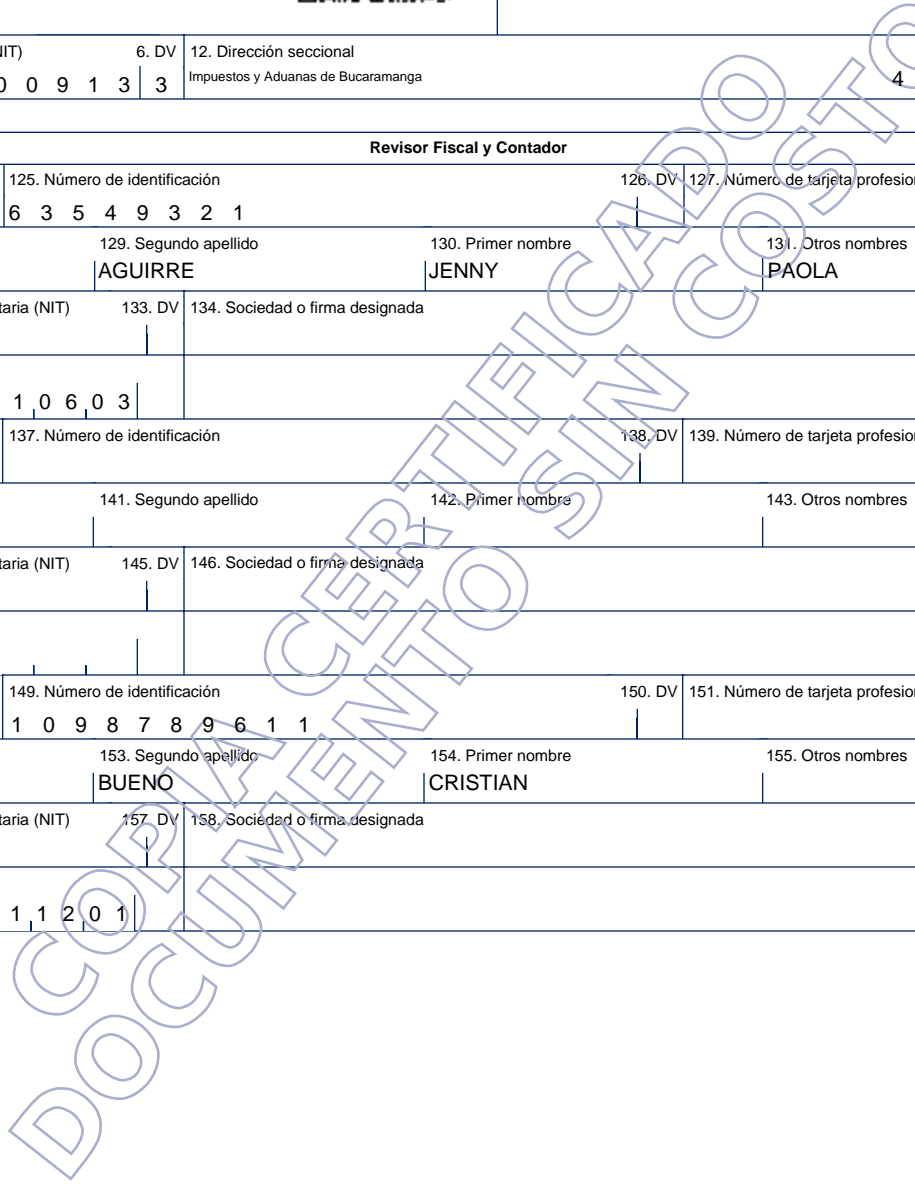 NIT) 6. DV 12. Dirección seccional
0 0 9 1 3 3 Impuestos y Aduanas de Bucaramanga 4
Revisor Fiscal y Contador
125. Número de identificación 126. DV 127. Número de tarjeta profesion
6 3 5 4 9 3 2 1
129. Segundo apellido 130. Primer nombre 131. Otros nombres
AGUIRRE JENNY PAOLA
taria (NIT) 133. DV 134. Sociedad o firma designada
1 0 6 0 3
137. Número de identificación 138. DV 139. Número de tarjeta profesion
141. Segundo apellido 142. Primer nombre 143. Otros nombres
taria (NIT) 145. DV 146. Sociedad o firma designada
149. Número de identificación 150. DV 151. Número de tarjeta profesion
1 0 9 8 7 8 9 6 1 1
153. Segundo apellido 154. Primer nombre 155. Otros nombres
BUENO CRISTIAN
taria (NIT) 157. DV 158. Sociedad o firma designada
1 1 2 0 1
COPIA CERTIFICADO
DOCUMENTO SIN COSTO